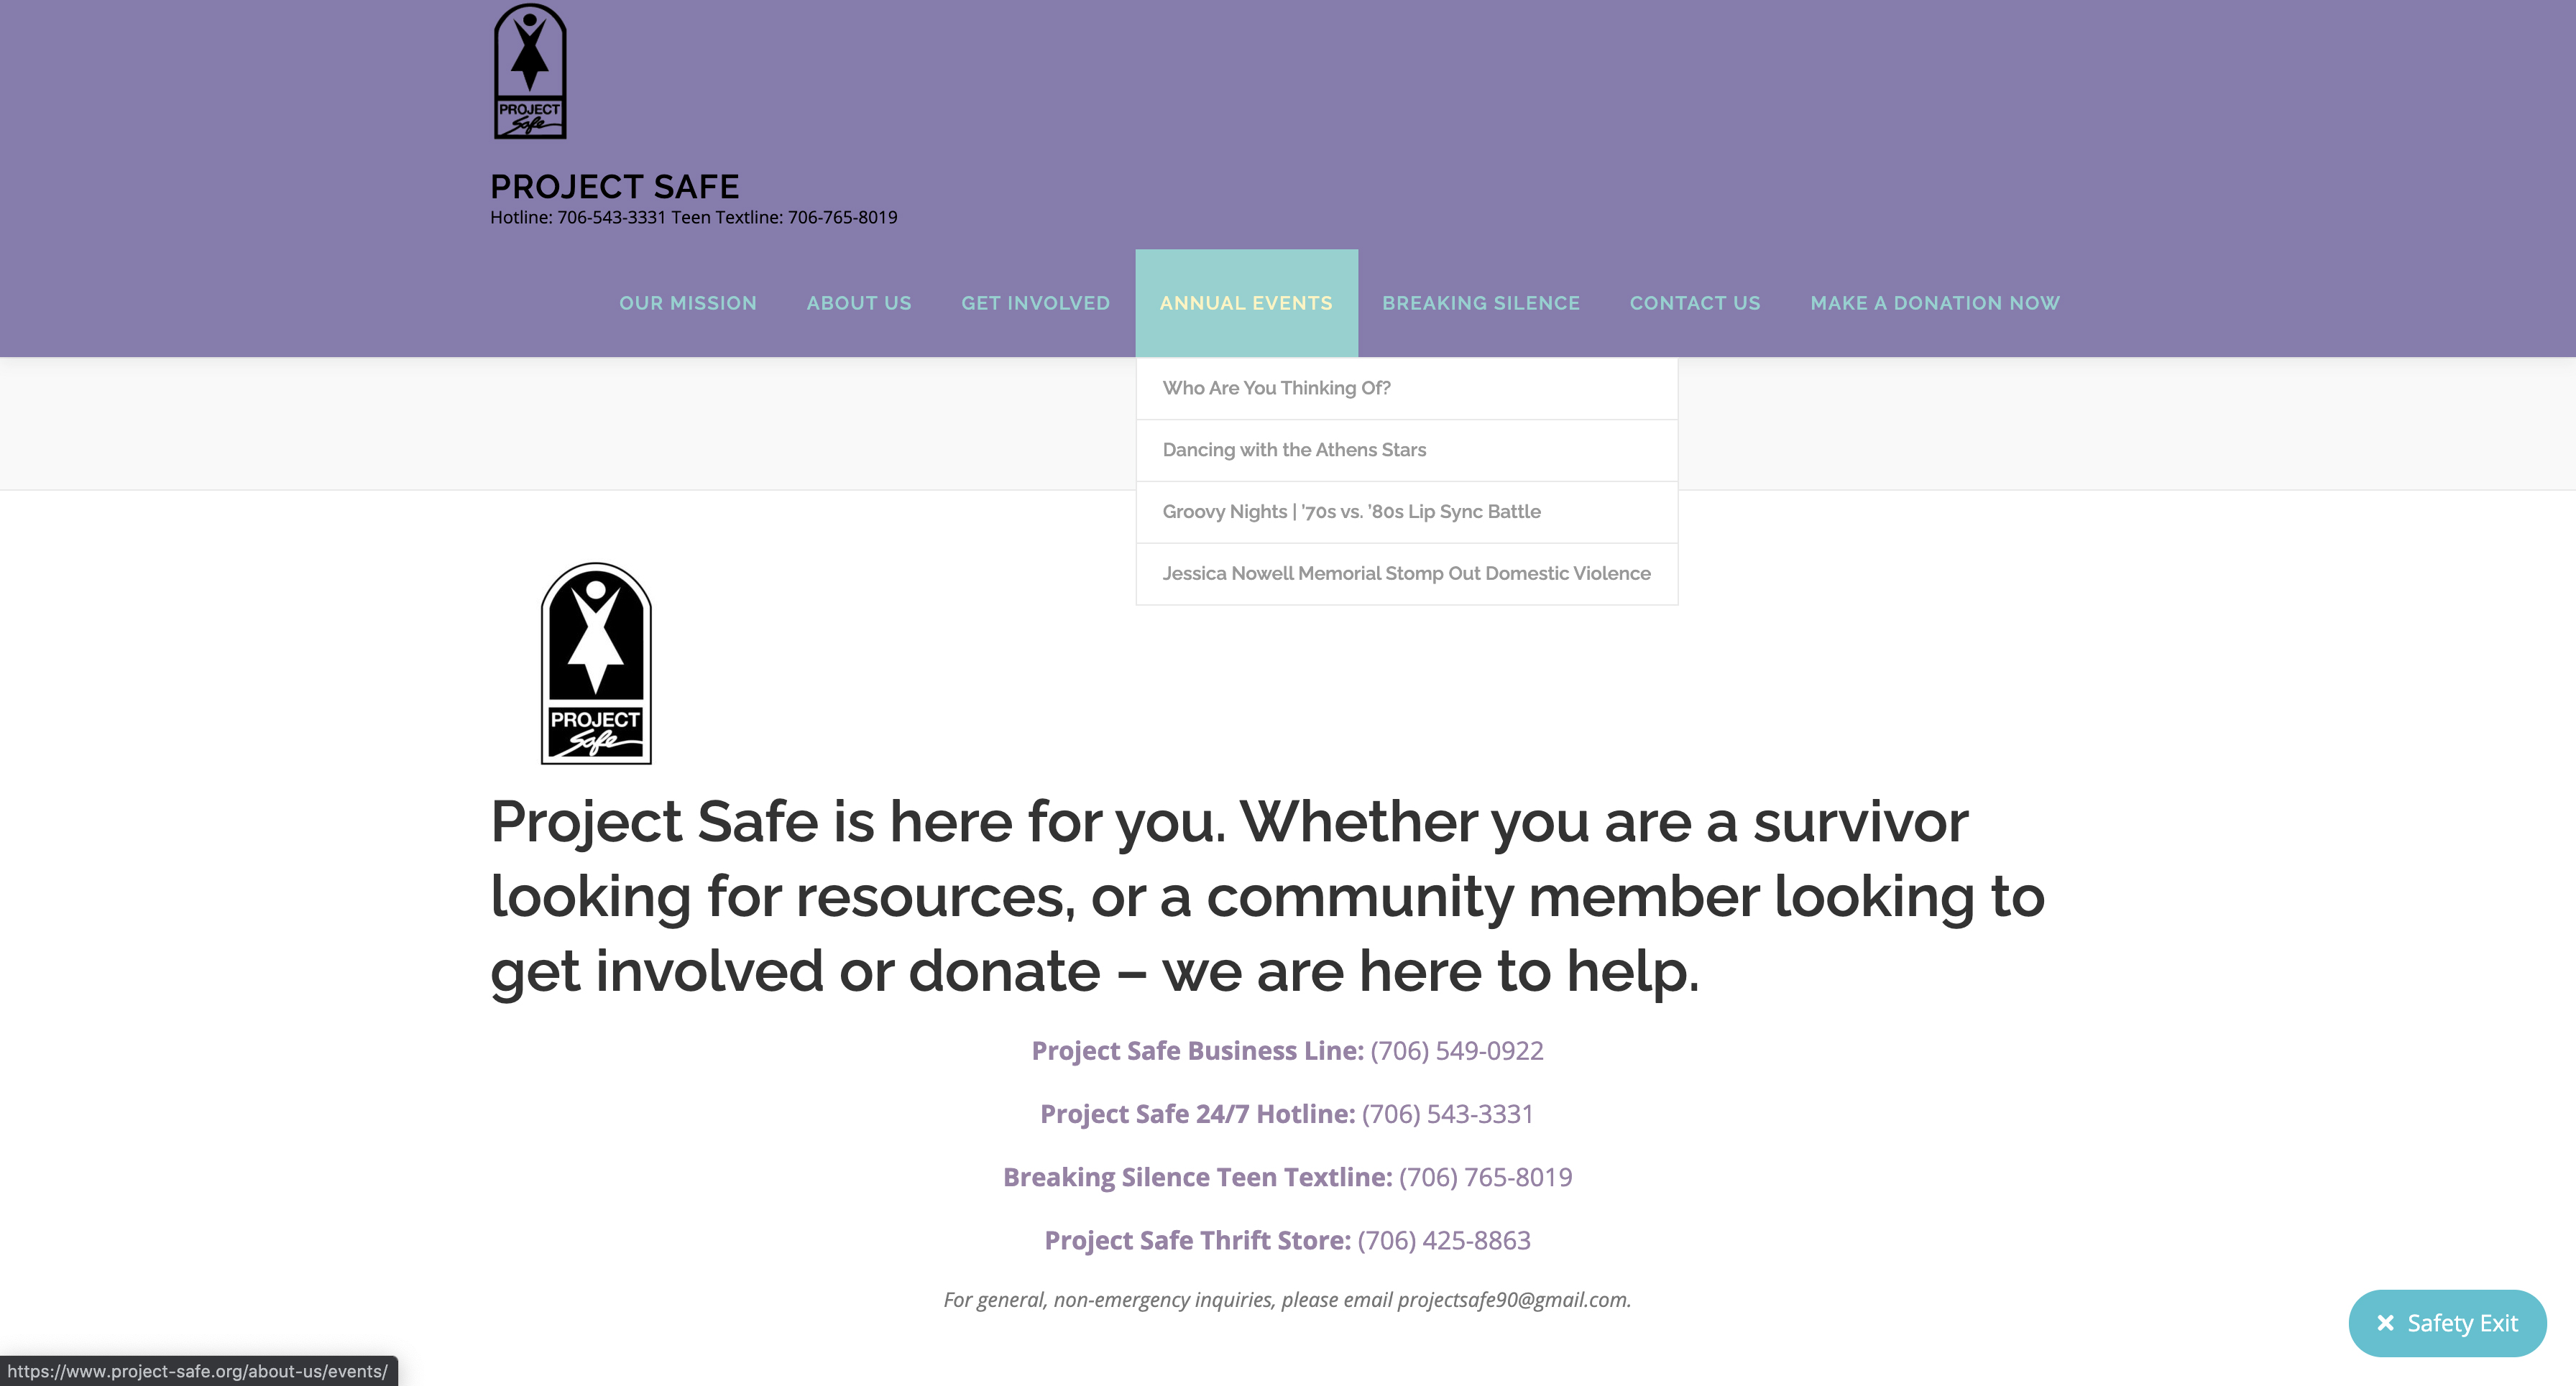 PROJECT
Safe
PROJECT SAFE
Hotline: 706-543-3331 Teen Textline: 706-765-8019
OUR MISSION ABOUT US GET INVOLVED ANNUAL EVENTS BREAKING SILENCE CONTACT US MAKE A DONATION NOW
Who Are You Thinking Of?
Dancing with the Athens Stars
Groovy Nights | ’70s vs. ’80s Lip Sync Battle
Jessica Nowell Memorial Stomp Out Domestic Violence
PROJECT
Safe
Project Safe is here for you. Whether you are a survivor
looking for resources, or a community member looking to
get involved or donate – we are here to help.
Project Safe Business Line: (706) 549-0922
Project Safe 24/7 Hotline: (706) 543-3331
Breaking Silence Teen Textline: (706) 765-8019
Project Safe Thrift Store: (706) 425-8863
For general, non-emergency inquiries, please email projectsafe90@gmail.com.
Safety Exit
https://www.project-safe.org/about-us/events/